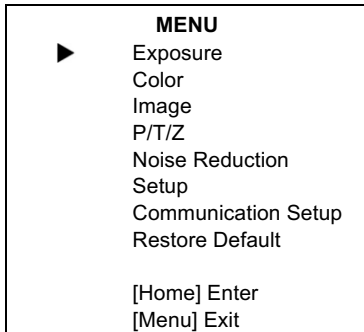 MENU
Exposure
Color
Image
P/T/Z
Noise Reduction
Setup
Communication Setup
Restore Default
[Home] Enter
[Menu] Exit